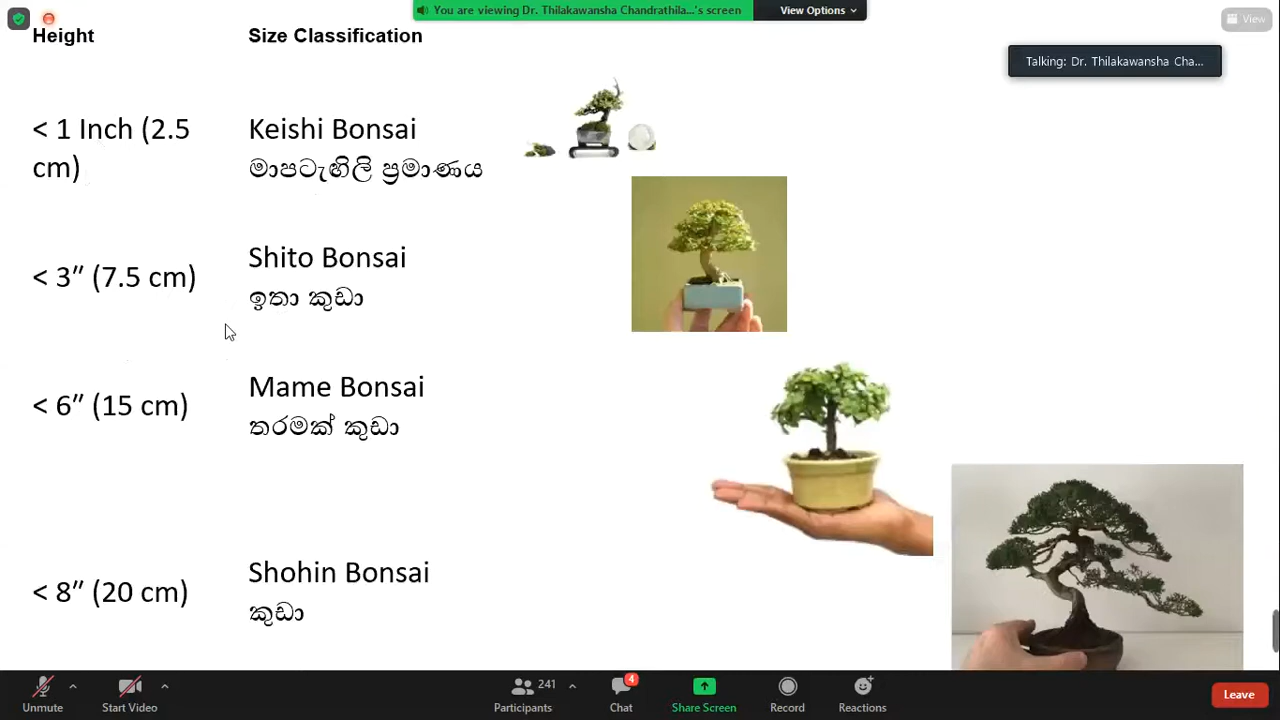 You are viewing Dr. Thilakawansha Chandrathila...'s screen
View Options
View
Height Size Classification
Talking: Dr. Thilakawansha Cha...
< 1 Inch (2.5
cm)
Keishi Bonsai
මාපටැඟිලි ප්‍රමාණය
< 3″ (7.5 cm)
Shito Bonsai
ඉතා කුඩා
< 6″ (15 cm)
Mame Bonsai
තරමක් කුඩා
< 8″ (20 cm)
Shohin Bonsai
කුඩා
Unmute
Start Video
241
Participants
4
Chat
Share Screen
Record
Reactions
Leave